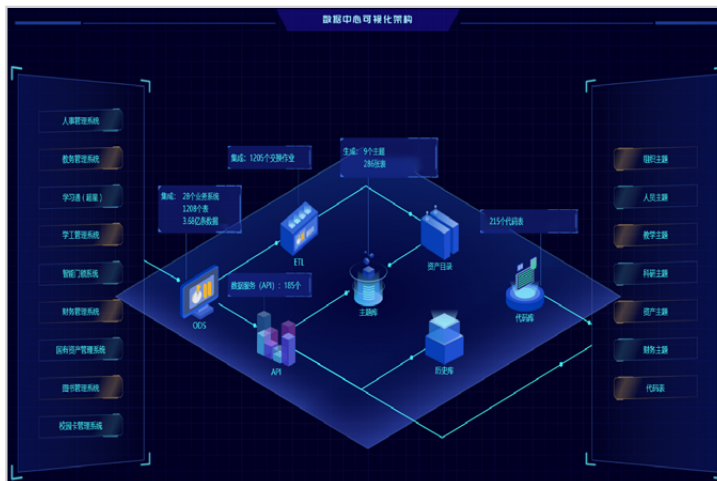 数据中心可视化架构
人事管理系统
教务管理系统
学习通（超星）
学工管理系统
智能门锁系统
财务管理系统
国有资产管理系统
图书管理系统
校园卡管理系统
集成：1205个交换作业
生成：9个主题
286张表
集成：28个业务系统
1208个表
3.68亿条数据
215个代码表
ETL
资产目录
数据服务（API）：185个
ODS
主题库
代码库
API
历史库
组织主题
人员主题
教学主题
科研主题
资产主题
财务主题
代码表